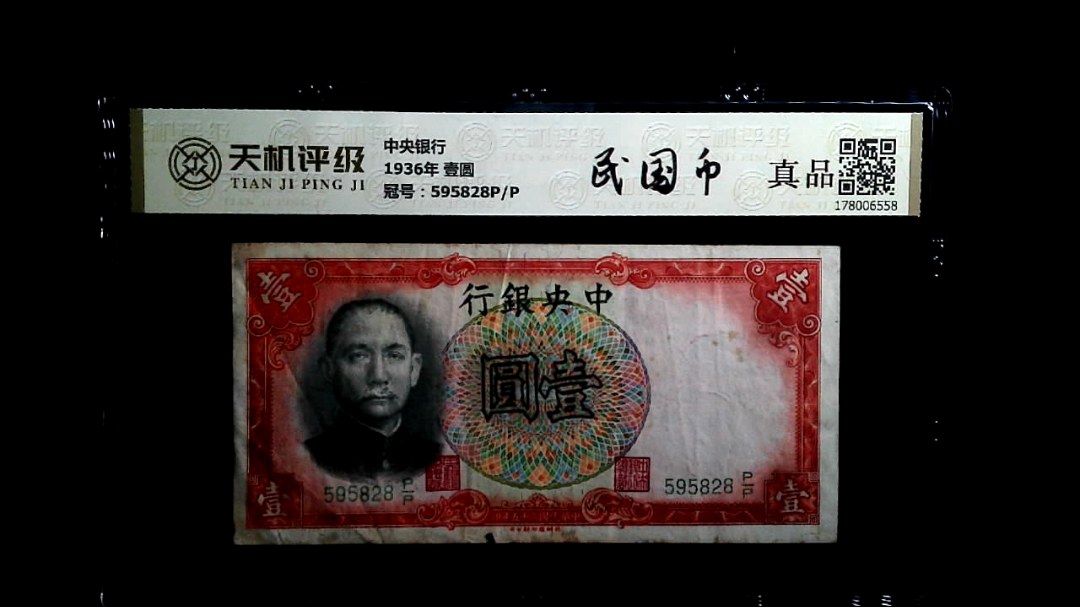 天机评级
TIAN JI PING JI
中央银行
1936年 壹圆
冠号：595828P/P
民国币
真品
178006558
壹
壹
行銀央中
圓壹
595828 P/P
595828 P/P
壹
壹